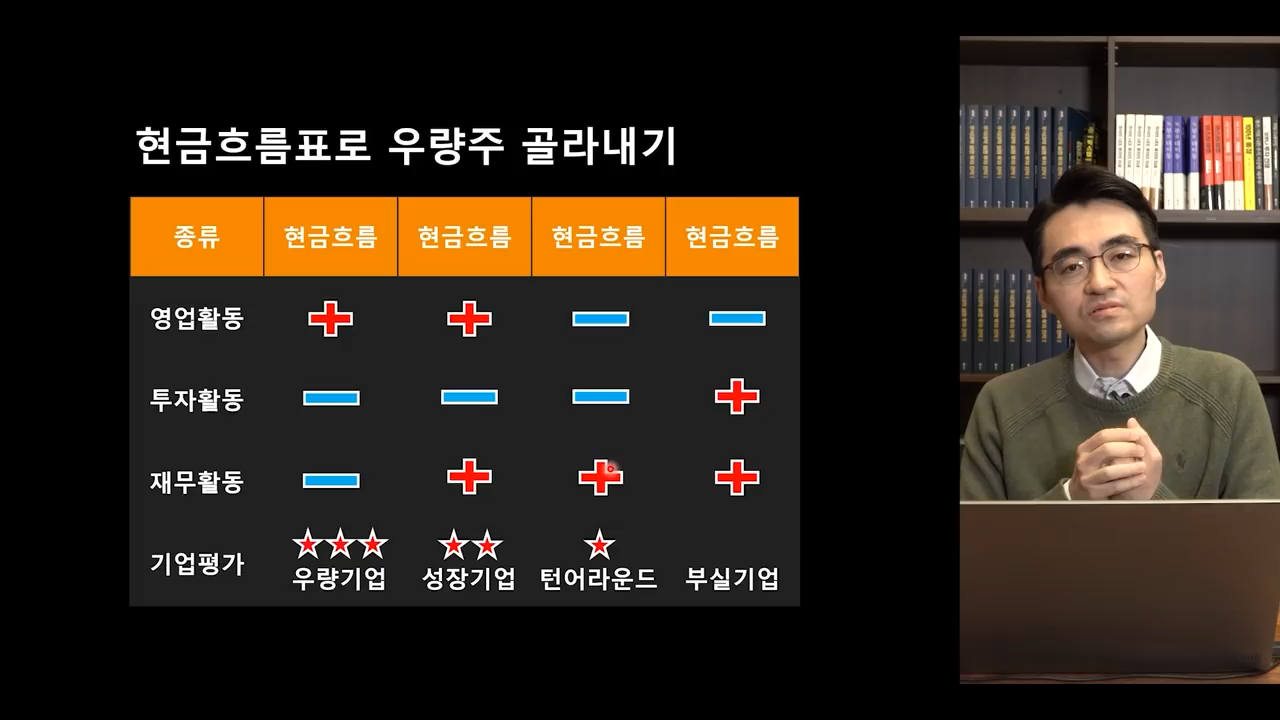 현금흐름표로 우량주 골라내기
종류 현금흐름 현금흐름 현금흐름 현금흐름
영업활동 + + - -
투자활동 - - - +
재무활동 - + + +
기업평가 ★★★ ★★ ★
우량기업 성장기업 턴어라운드 부실기업